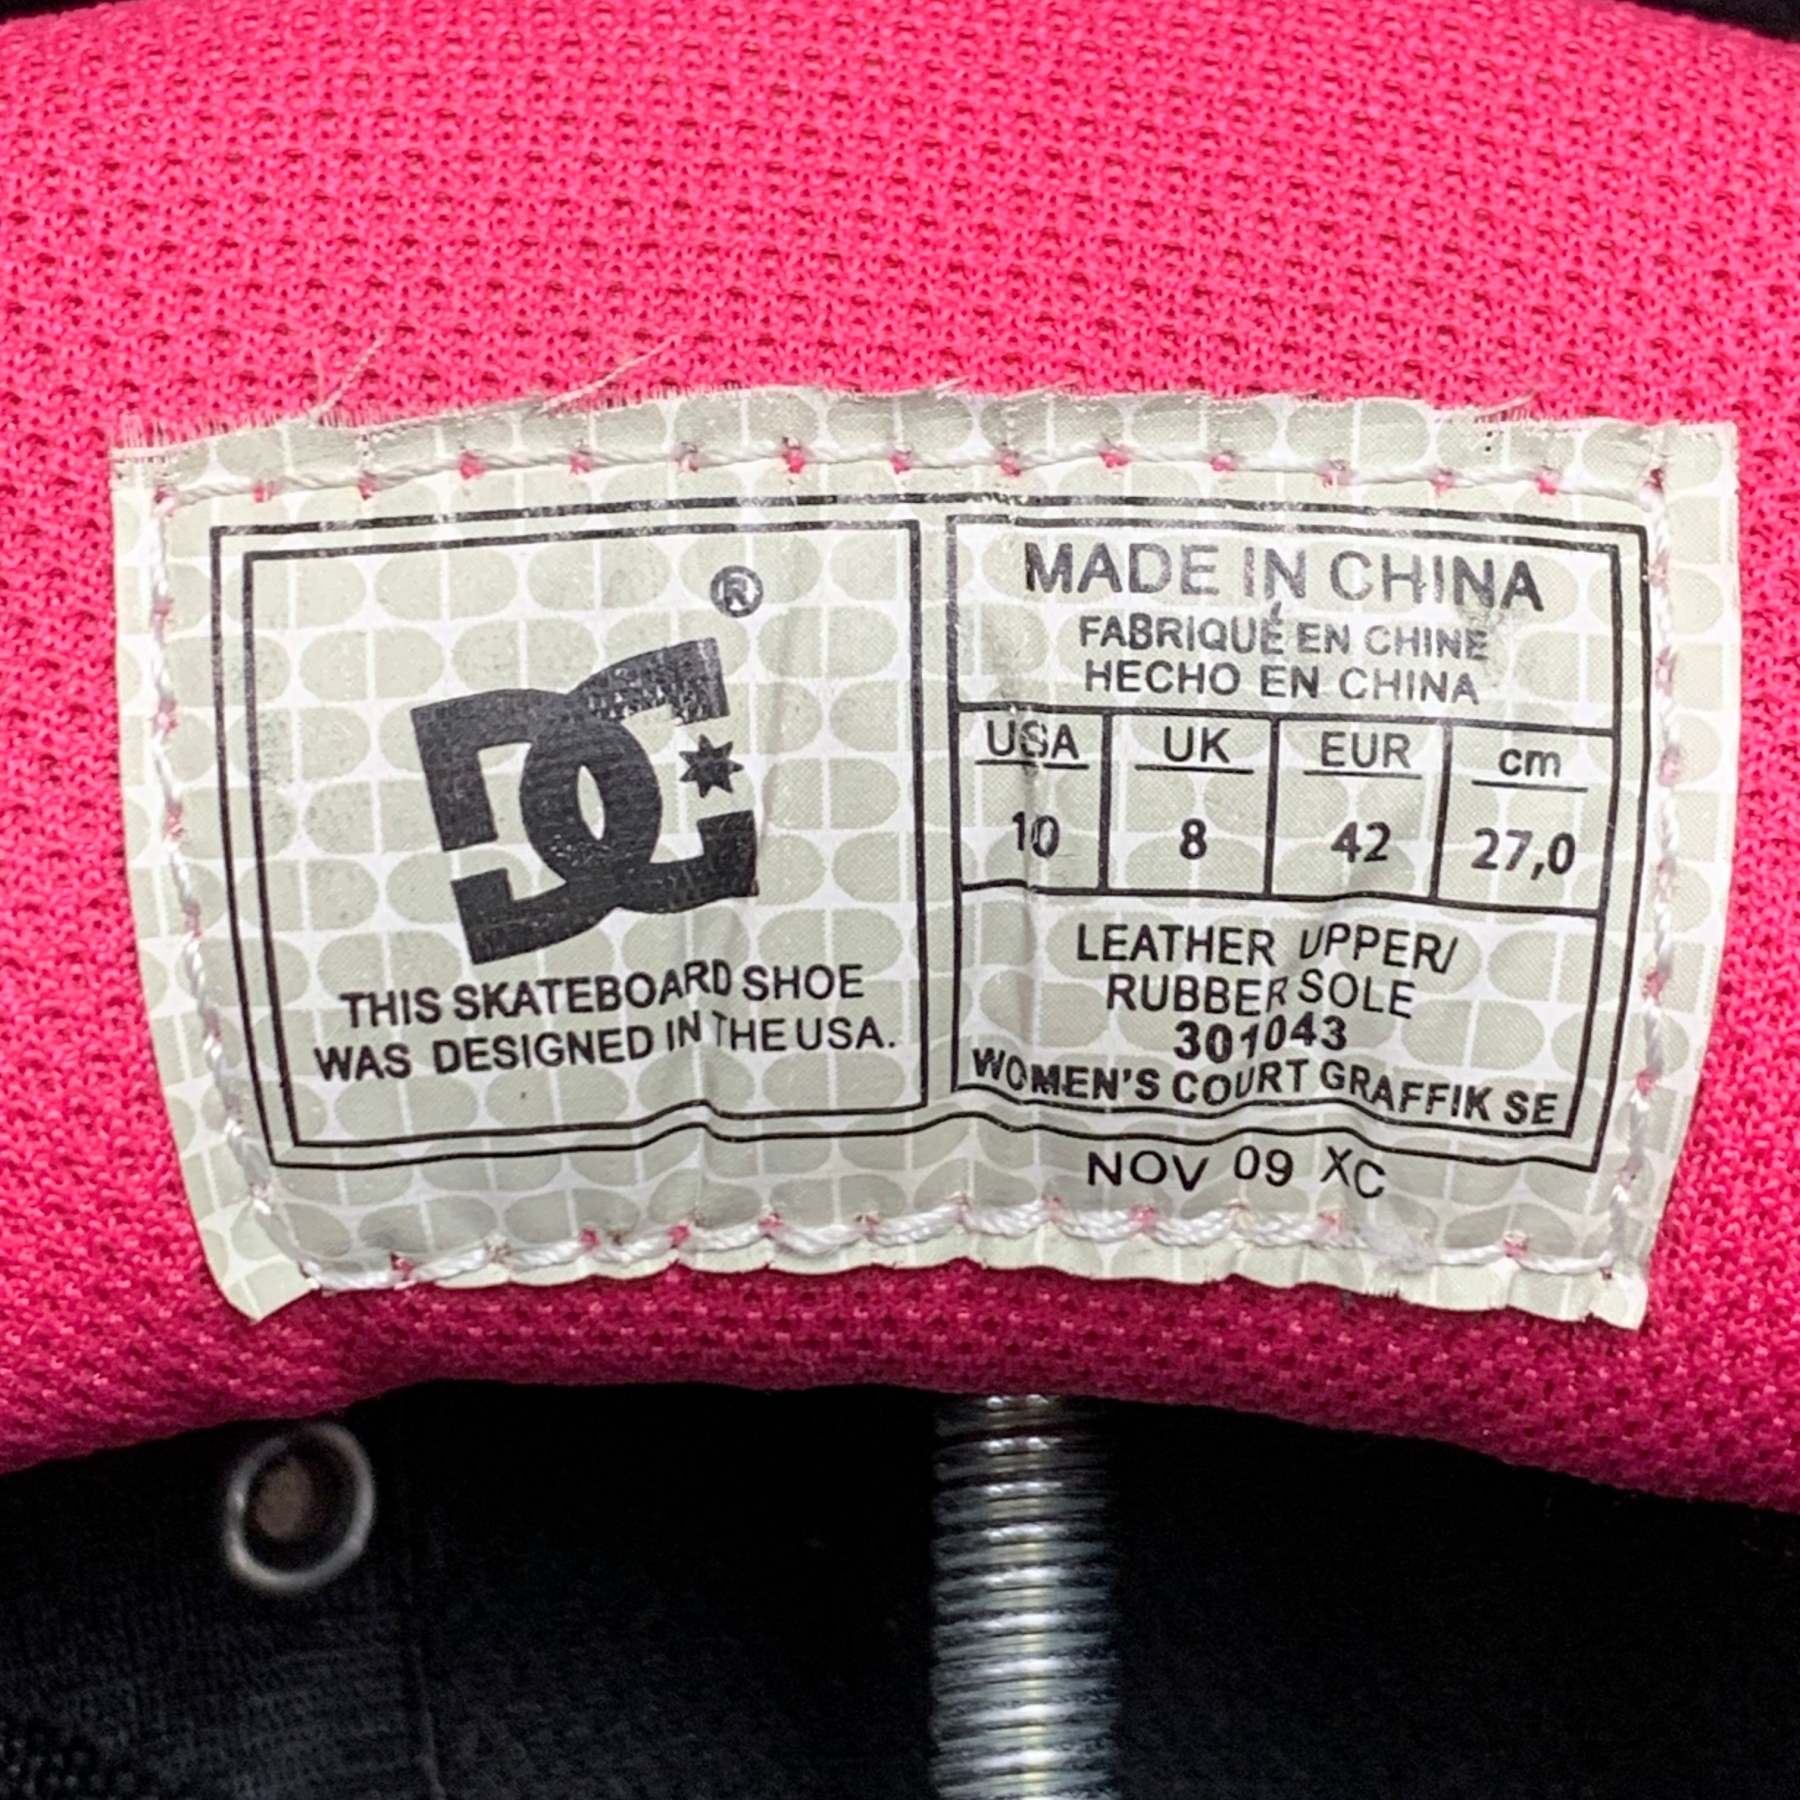 DC®
THIS SKATEBOARD SHOE
WAS DESIGNED IN THE USA.
MADE IN CHINA
FABRIQUÉ EN CHINE
HECHO EN CHINA
USA UK EUR cm
10 8 42 27,0
LEATHER UPPER/
RUBBER SOLE
301043
WOMEN'S COURT GRAFFIK SE
NOV 09 XC